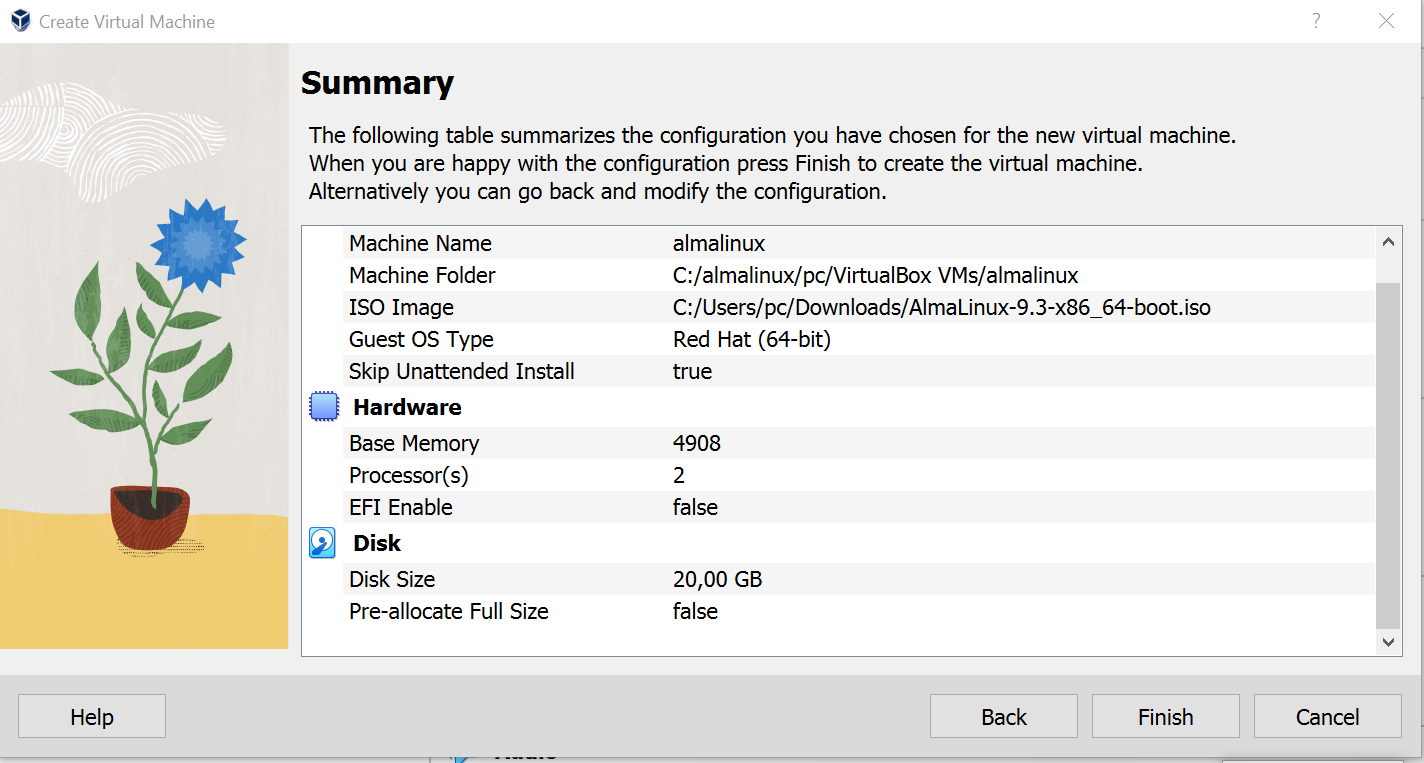 Create Virtual Machine
?
Summary
The following table summarizes the configuration you have chosen for the new virtual machine.
When you are happy with the configuration press Finish to create the virtual machine.
Alternatively you can go back and modify the configuration.
Machine Name almalinux
Machine Folder C:/almalinux/pc/VirtualBox VMs/almalinux
ISO Image C:/Users/pc/Downloads/AlmaLinux-9.3-x86_64-boot.iso
Guest OS Type Red Hat (64-bit)
Skip Unattended Install true
Hardware
Base Memory 4908
Processor(s) 2
EFI Enable false
Disk
Disk Size 20,00 GB
Pre-allocate Full Size false
Help Back Finish Cancel